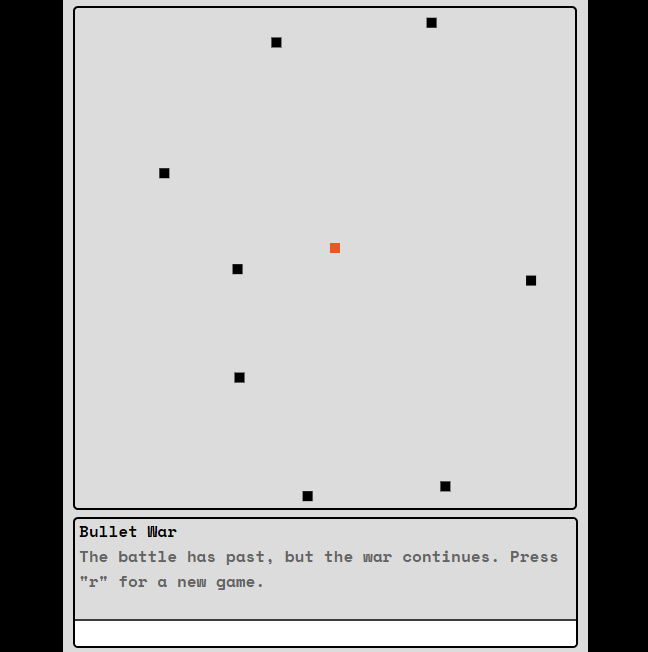 Bullet War
The battle has past, but the war continues. Press
"r" for a new game.